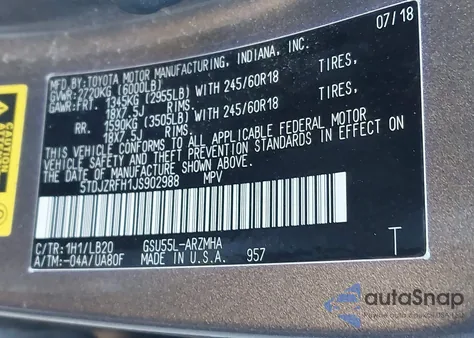 MFD.BY:TOYOTA MOTOR MANUFACTURING, INDIANA, INC. 07/18
GVWR: 2720KG (6000LB)
GAWR:FRT. 1345KG (2955LB) WITH 245/60R18 TIRES,
18X7.5J RIMS.
RR. 1590KG (3505LB) WITH 245/60R18 TIRES,
18X7.5J RIMS.
THIS VEHICLE CONFORMS TO ALL APPLICABLE FEDERAL MOTOR
VEHICLE SAFETY AND THEFT PREVENTION STANDARDS IN EFFECT
ON THE DATE OF MANUFACTURE SHOWN ABOVE.
5TDJZRFH1JS902988 MPV
C/TR:1H1/LB20 GSU55L-ARZMHA
A/TM:-04A/UA80F MADE IN U.S.A. 957 T
autoSnap